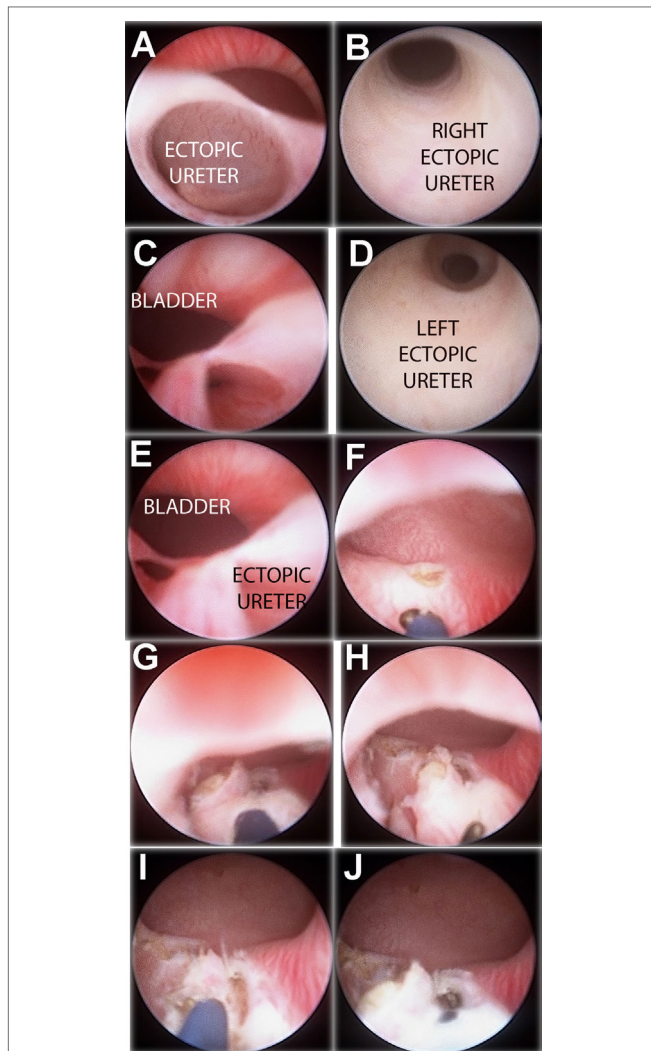 A
ECTOPIC
URETER
B
RIGHT
ECTOPIC
URETER
C
BLADDER
D
LEFT
ECTOPIC
URETER
E
BLADDER
ECTOPIC
URETER
F
G
H
I
J